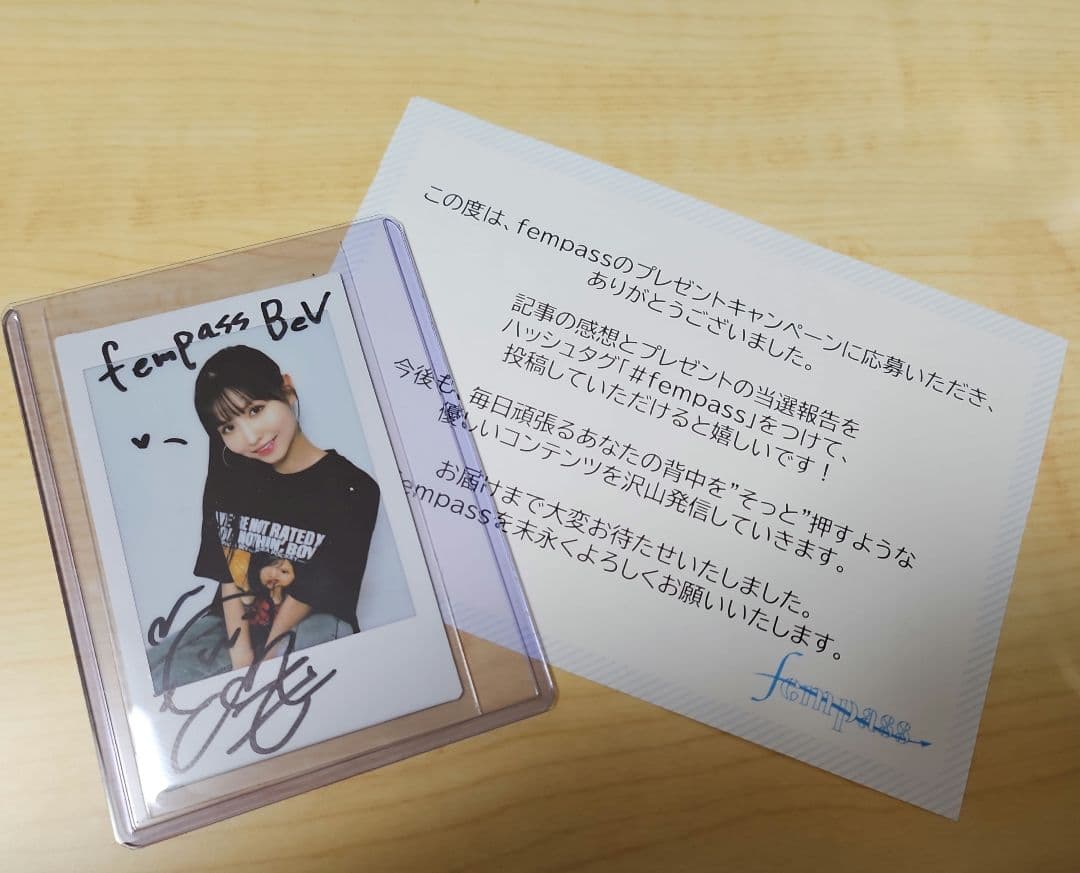 fempass BeV
この度は、fempassのプレゼントキャンペーンに応募いただき、
ありがとうございました。
記事の感想とプレゼントの当選報告を
ハッシュタグ「#fempass」をつけて、
投稿していただけると嬉しいです！
今後も、毎日頑張るあなたの背中を”そっと”押すような
優しいコンテンツを沢山発信していきます。
お届けまで大変お待たせいたしました。
fempassを末永くよろしくお願いいたします。
fempass